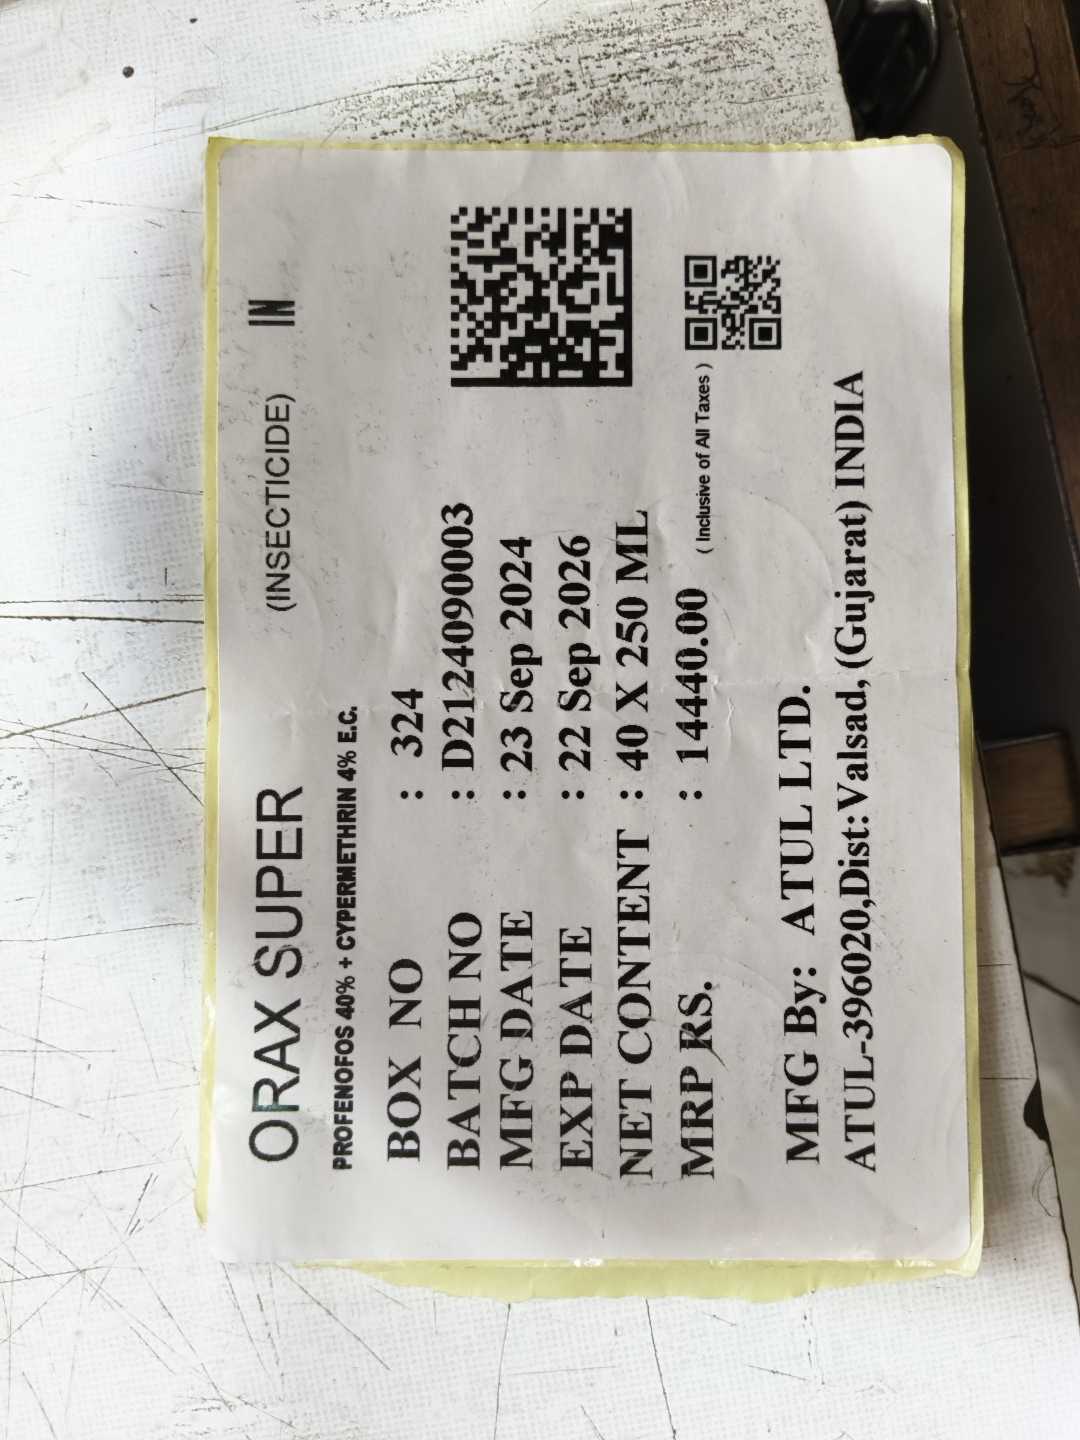 ORAX SUPER (INSECTICIDE) IN
PROFENOFOS 40% + CYPERMETHRIN 4% E.C.
BOX NO : 324
BATCH NO : D2124090003
MFG DATE : 23 Sep 2024
EXP DATE : 22 Sep 2026
NET CONTENT : 40 X 250 ML
MRP RS. : 14440.00 ( Inclusive of All Taxes )
MFG By: ATUL LTD.
ATUL-396020,Dist:Valsad, (Gujarat) INDIA